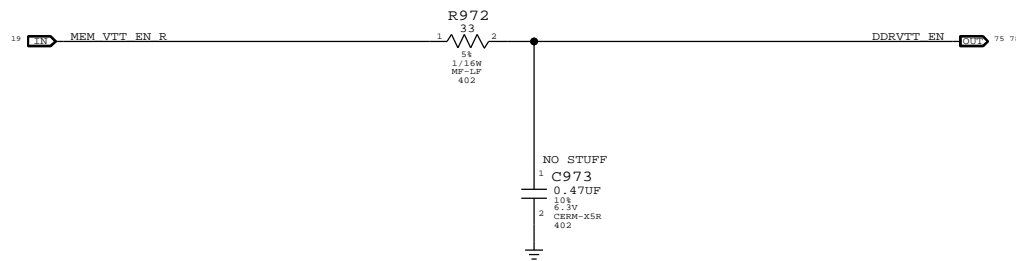 R972
33
19 IN MEM_VTT_EN_R 1 2 DDRVTT_EN OUT 75
5%
1/16W
MF-LF
402
NO STUFF
1 C973
0.47UF
10%
6.3V
2 CERM-X5R
402